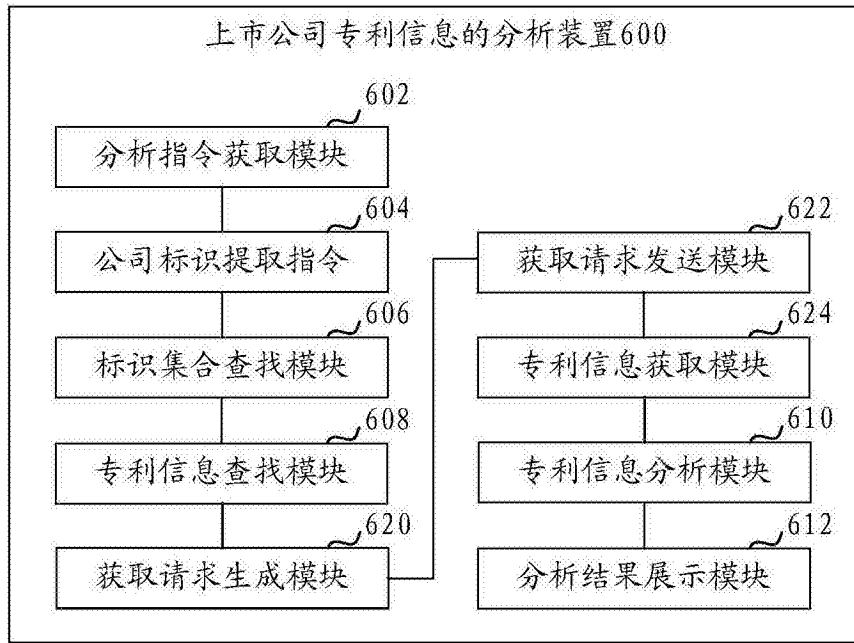 上市公司专利信息的分析装置600
602
分析指令获取模块
604
公司标识提取指令
606
标识集合查找模块
608
专利信息查找模块
620
获取请求生成模块
622
获取请求发送模块
624
专利信息获取模块
610
专利信息分析模块
612
分析结果展示模块